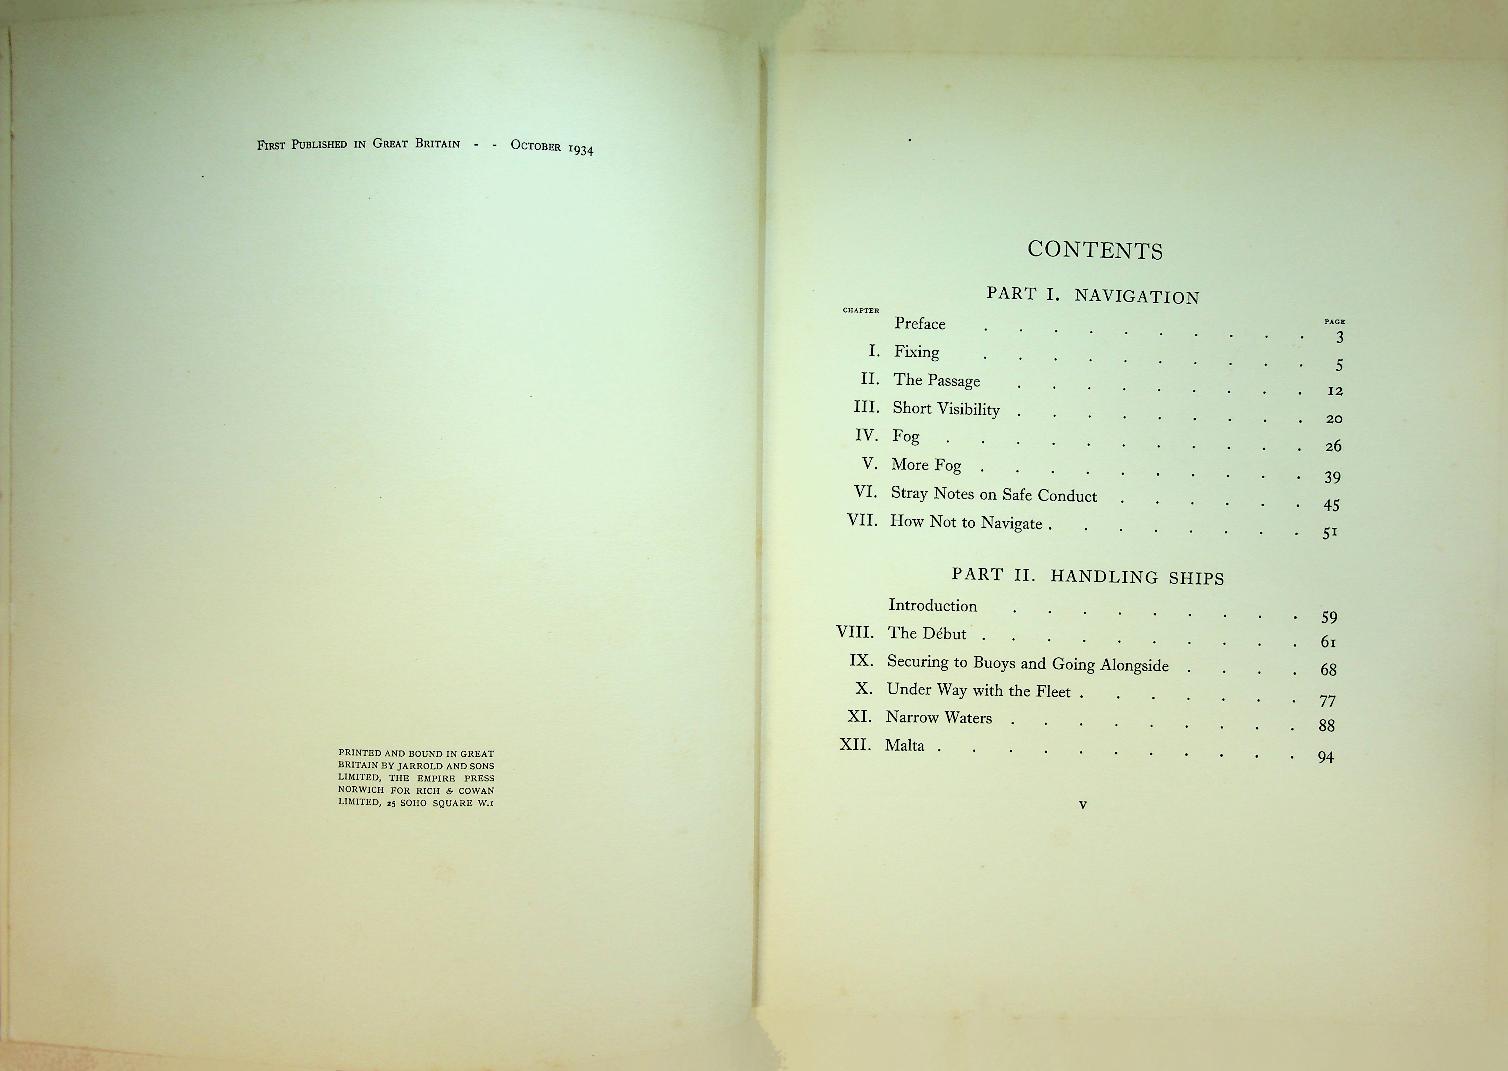 First Published in Great Britain - - October 1934
PRINTED AND BOUND IN GREAT
BRITAIN BY JARROLD AND SONS
LIMITED, THE EMPIRE PRESS
NORWICH FOR RICH & COWAN
LIMITED, 25 SOHO SQUARE W.1
CONTENTS
PART I. NAVIGATION
CHAPTER PAGE
Preface . . . . . . . . . . 3
I. Fixing . . . . . . . . . . 5
II. The Passage . . . . . . . . . 12
III. Short Visibility . . . . . . . . . 20
IV. Fog . . . . . . . . . . . 26
V. More Fog . . . . . . . . . . 39
VI. Stray Notes on Safe Conduct . . . . . . 45
VII. How Not to Navigate . . . . . . . . 51
PART II. HANDLING SHIPS
Introduction . . . . . . . . . 59
VIII. The Début . . . . . . . . . . 61
IX. Securing to Buoys and Going Alongside . . . . 68
X. Under Way with the Fleet . . . . . . . 77
XI. Narrow Waters . . . . . . . . . 88
XII. Malta . . . . . . . . . . . 94
v